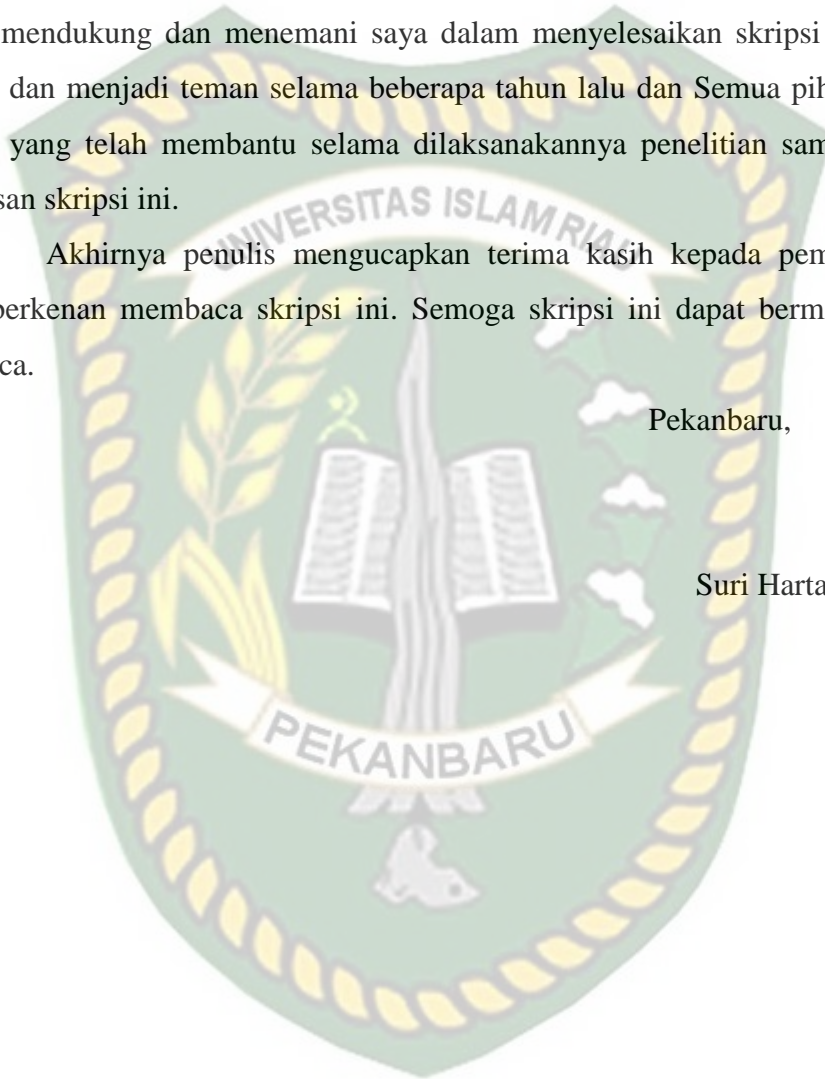 mendukung dan menemani saya dalam menyelesaikan skripsi
dan menjadi teman selama beberapa tahun lalu dan Semua pih
yang telah membantu selama dilaksanakannya penelitian sam
san skripsi ini.
UNIVERSITAS ISLAM RIAU
Akhirnya penulis mengucapkan terima kasih kepada pem
berkenan membaca skripsi ini. Semoga skripsi ini dapat berm
ca.
Pekanbaru,
Suri Harta
PEKANBARU